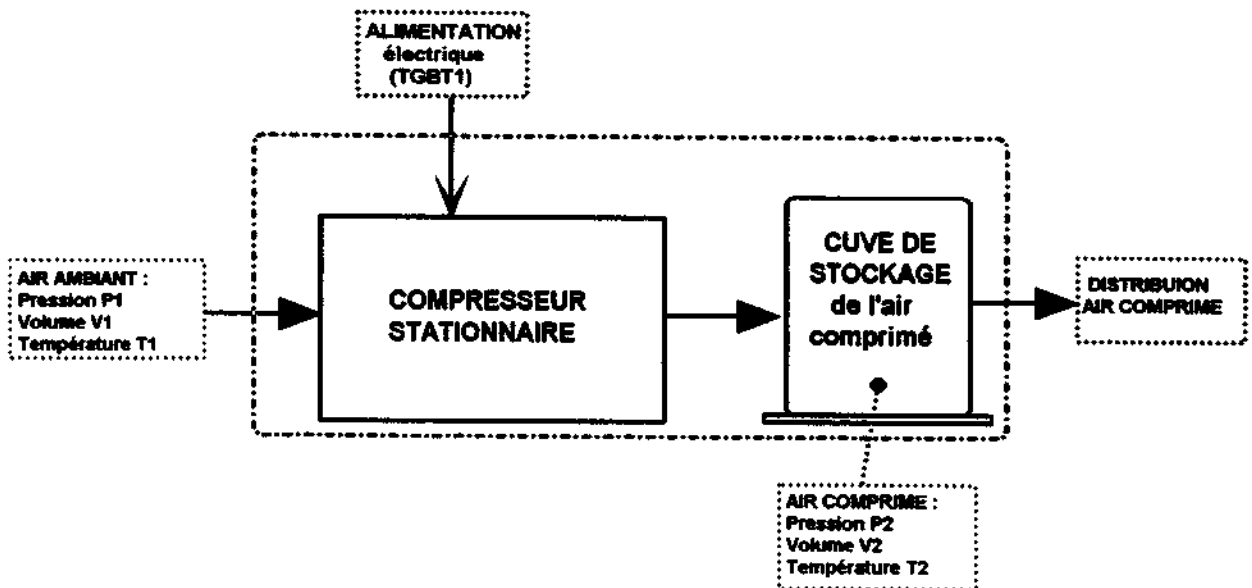 ALIMENTATION
électrique
(TGBT1)
AIR AMBIANT :
Pression P1
Volume V1
Température T1
COMPRESSEUR
STATIONNAIRE
CUVE DE
STOCKAGE
de l'air
comprimé
DISTRIBUION
AIR COMPRIME
AIR COMPRIME :
Pression P2
Volume V2
Température T2